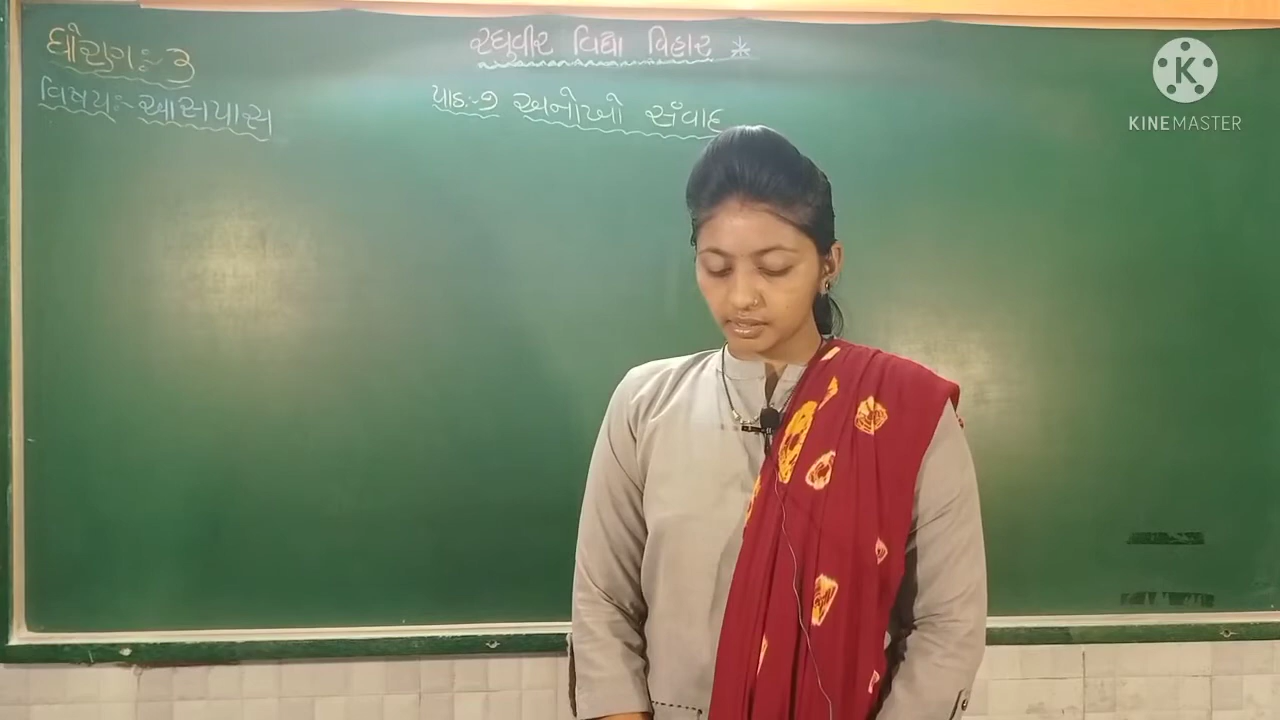 રઘુવીર વિદ્યા વિહાર *
ધોરણ:- ૩
વિષય:- આસપાસ
પાઠ:-૭ અનોખો સંવાદ
K
KINEMASTER